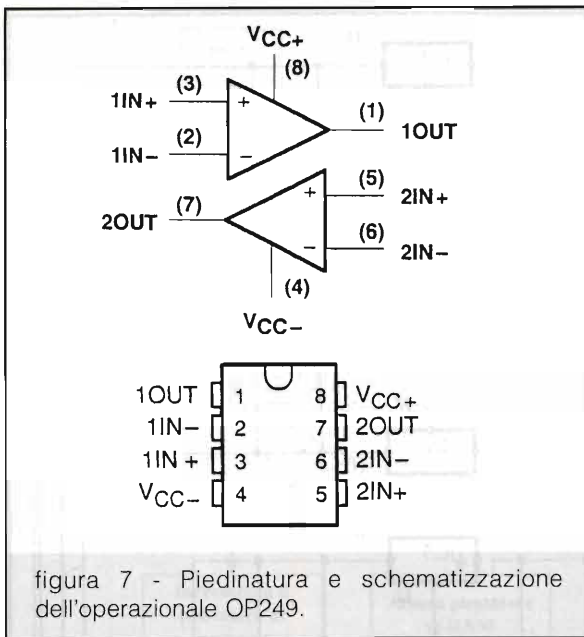 VCC+
(8)
(3)
1IN+
+
(1)
1OUT
(2)
1IN−
−
(7)
2OUT
+
(5)
2IN+
−
(6)
2IN−
(4)
VCC−
1OUT 1 8 VCC+
1IN− 2 7 2OUT
1IN + 3 6 2IN−
VCC− 4 5 2IN+
figura 7 - Piedinatura e schematizzazione
dell'operazionale OP249.